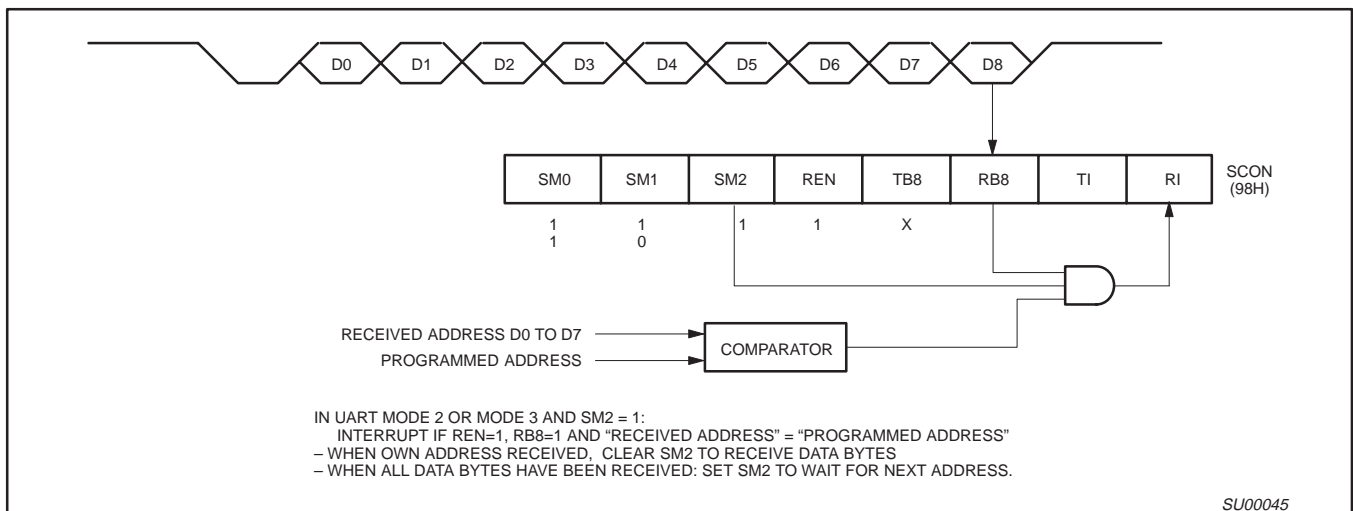 D0 D1 D2 D3 D4 D5 D6 D7 D8
SM0 SM1 SM2 REN TB8 RB8 TI RI
SCON
(98H)
1 1 1 1 X
1 0
RECEIVED ADDRESS D0 TO D7
PROGRAMMED ADDRESS
COMPARATOR
IN UART MODE 2 OR MODE 3 AND SM2 = 1:
INTERRUPT IF REN=1, RB8=1 AND “RECEIVED ADDRESS” = “PROGRAMMED ADDRESS”
– WHEN OWN ADDRESS RECEIVED, CLEAR SM2 TO RECEIVE DATA BYTES
– WHEN ALL DATA BYTES HAVE BEEN RECEIVED: SET SM2 TO WAIT FOR NEXT ADDRESS.
SU00045